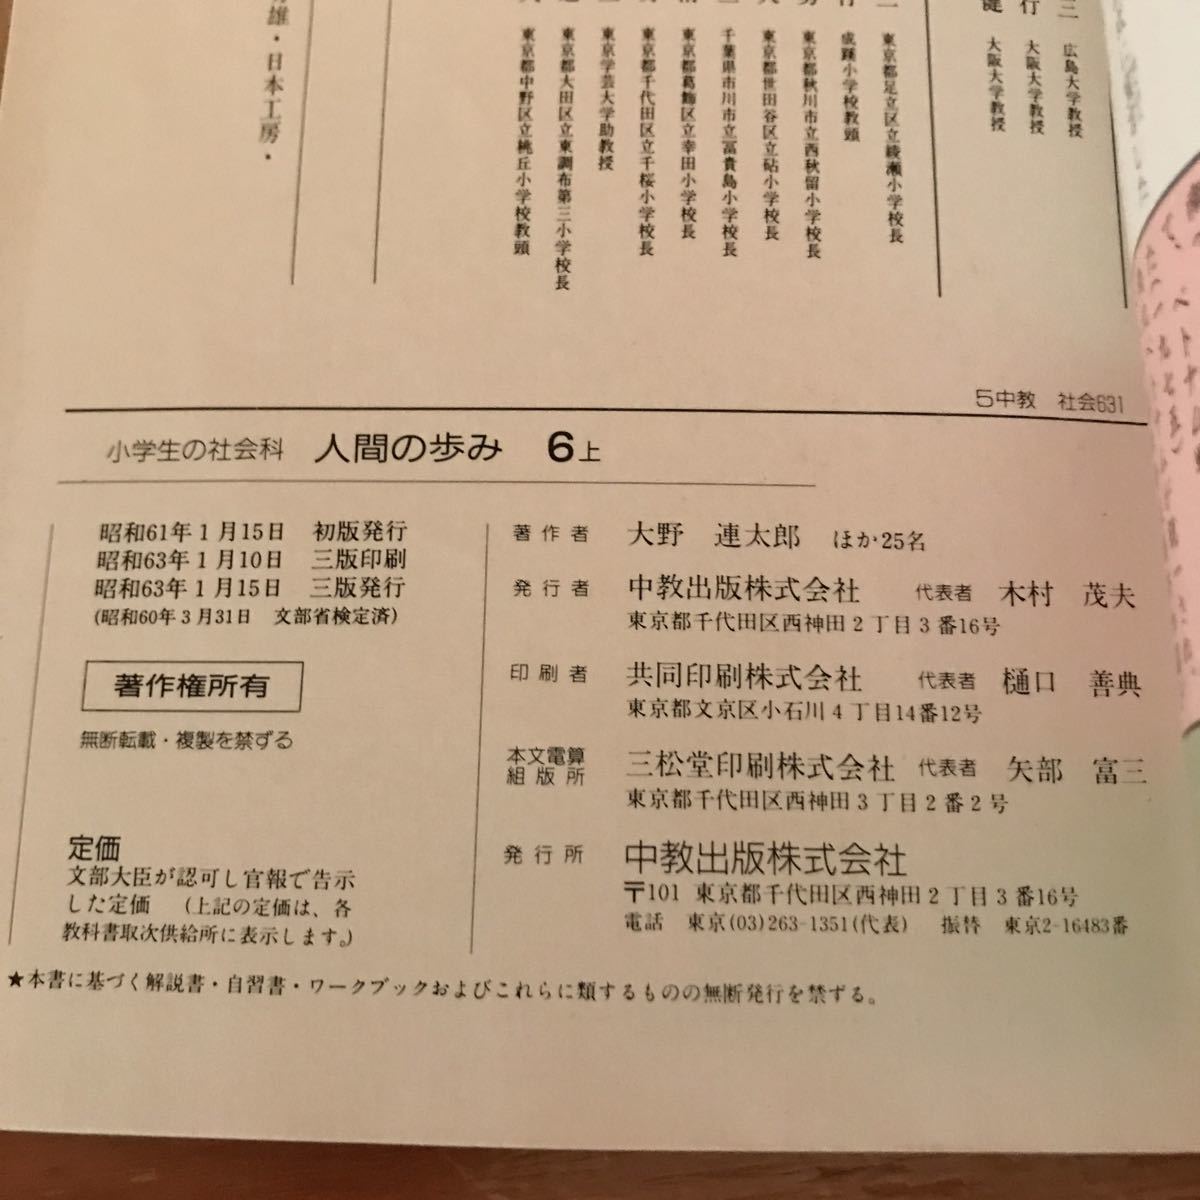 三　広島大学教授
行　大阪大学教授
健　大阪大学教授
東京都足立区立綾瀬小学校長
成蹊小学校教頭
東京都秋川市立西秋留小学校長
東京都世田谷区立砧小学校長
千葉県市川市立冨貴島小学校長
東京都葛飾区立幸田小学校長
東京都千代田区立千桜小学校長
東京学芸大学助教授
東京都大田区立東調布第三小学校長
東京都中野区立桃丘小学校教頭
雄・日本工房・
5中教　社会631
小学生の社会科　人間の歩み　6上
昭和61年1月15日　初版発行
昭和63年1月10日　三版印刷
昭和63年1月15日　三版発行
(昭和60年3月31日　文部省検定済)
著作権所有
無断転載・複製を禁ずる
定価
文部大臣が認可し官報で告示
した定価　(上記の定価は、各
教科書取次供給所に表示します。)
著作者　大野　連太郎　ほか25名
発行者　中教出版株式会社　代表者　木村　茂夫
東京都千代田区西神田2丁目3番16号
印刷者　共同印刷株式会社　代表者　樋口　善典
東京都文京区小石川4丁目14番12号
本文電算
組版所　三松堂印刷株式会社　代表者　矢部　富三
東京都千代田区西神田3丁目2番2号
発行所　中教出版株式会社
〒101　東京都千代田区西神田2丁目3番16号
電話　東京(03)263-1351(代表)　振替　東京2-16483番
★本書に基づく解説書・自習書・ワークブックおよびこれらに類するものの無断発行を禁ずる。